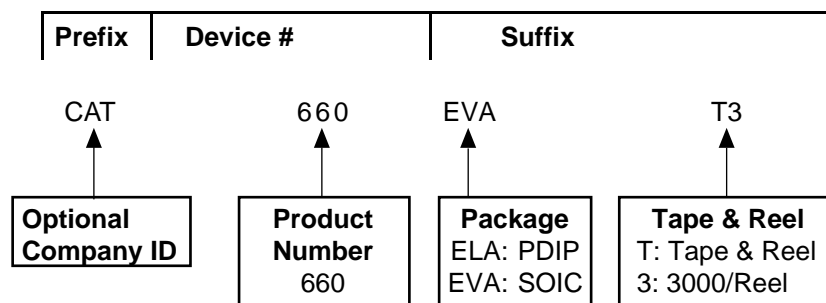 Prefix Device # Suffix
CAT 660 EVA T3
Optional
Company ID
Product
Number
660
Package
ELA: PDIP
EVA: SOIC
Tape & Reel
T: Tape & Reel
3: 3000/Reel